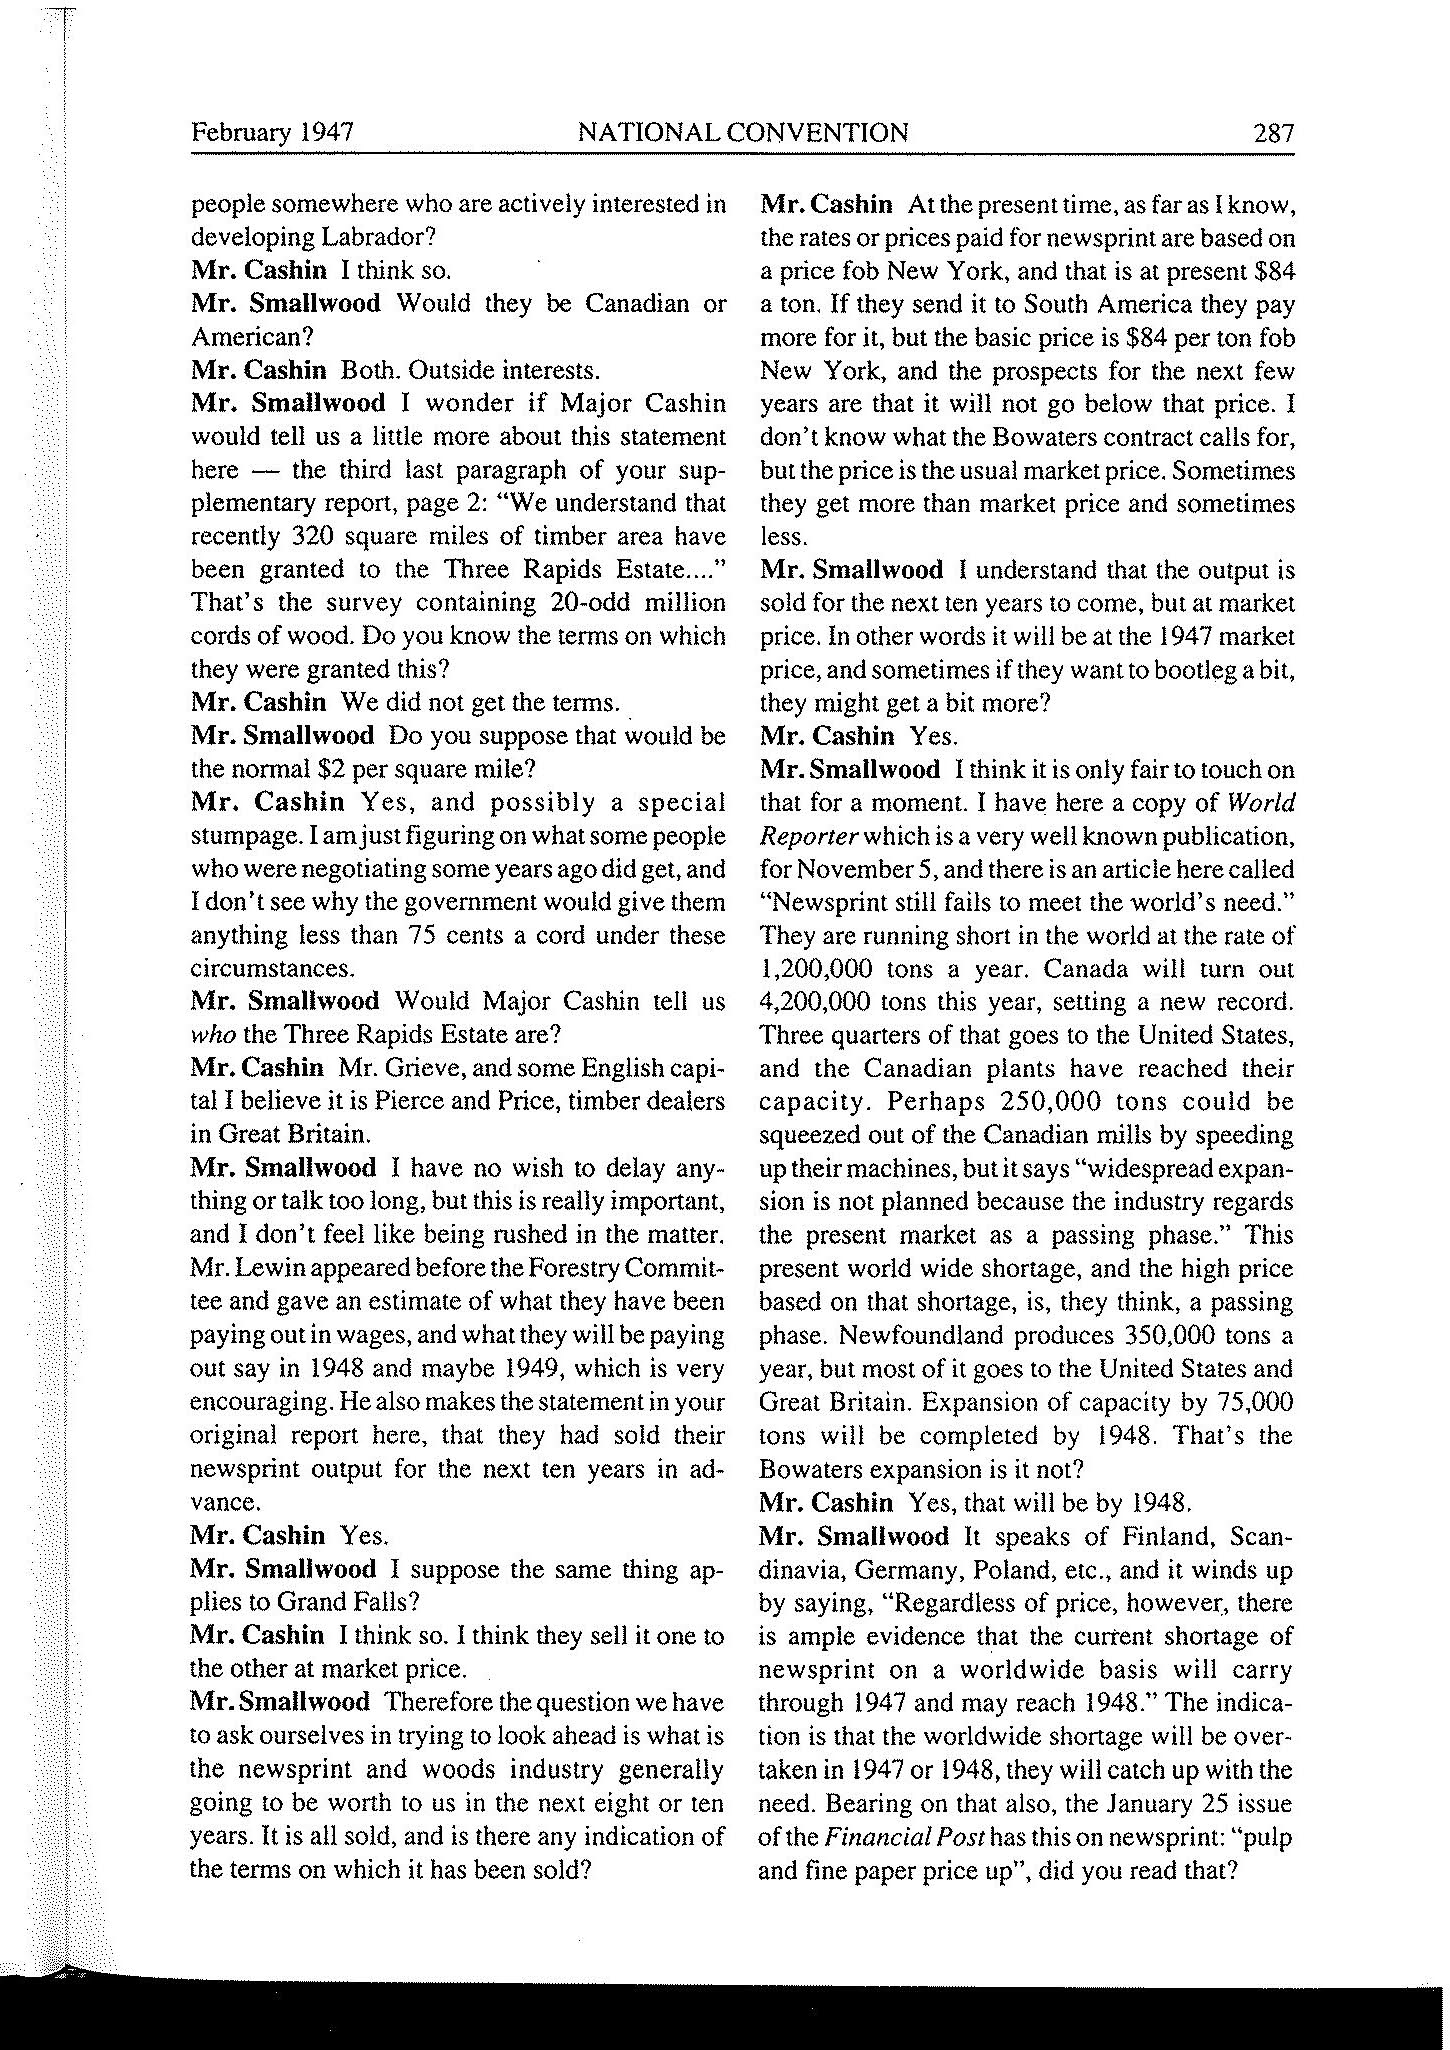 February 1947 NATIONAL CONVENTION 287
people somewhere who are actively interested in
developing Labrador?
Mr. Cashin I think so.
Mr. Smallwood Would they be Canadian or
American?
Mr. Cashin Both. Outside interests.
Mr. Smallwood I wonder if Major Cashin
would tell us a little more about this statement
here — the third last paragraph of your sup-
plementary report, page 2: “We understand that
recently 320 square miles of timber area have
been granted to the Three Rapids Estate....”
That's the survey containing 20-odd million
cords of wood. Do you know the terms on which
they were granted this?
Mr. Cashin We did not get the terms.
Mr. Smallwood Do you suppose that would be
the normal $2 per square mile?
Mr. Cashin Yes, and possibly a special
stumpage. I am just figuring on what some people
who were negotiating some years ago did get, and
I don't see why the government would give them
anything less than 75 cents a cord under these
circumstances.
Mr. Smallwood Would Major Cashin tell us
who the Three Rapids Estate are?
Mr. Cashin Mr. Grieve, and some English capi-
tal I believe it is Pierce and Price, timber dealers
in Great Britain.
Mr. Smallwood I have no wish to delay any-
thing or talk too long, but this is really important,
and I don't feel like being rushed in the matter.
Mr. Lewin appeared before the Forestry Commit-
tee and gave an estimate of what they have been
paying out in wages, and what they will be paying
out say in 1948 and maybe 1949, which is very
encouraging. He also makes the statement in your
original report here, that they had sold their
newsprint output for the next ten years in ad-
vance.
Mr. Cashin Yes.
Mr. Smallwood I suppose the same thing ap-
plies to Grand Falls?
Mr. Cashin I think so. I think they sell it one to
the other at market price.
Mr. Smallwood Therefore the question we have
to ask ourselves in trying to look ahead is what is
the newsprint and woods industry generally
going to be worth to us in the next eight or ten
years. It is all sold, and is there any indication of
the terms on which it has been sold?
Mr. Cashin At the present time, as far as I know,
the rates or prices paid for newsprint are based on
a price fob New York, and that is at present $84
a ton. If they send it to South America they pay
more for it, but the basic price is $84 per ton fob
New York, and the prospects for the next few
years are that it will not go below that price. I
don't know what the Bowaters contract calls for,
but the price is the usual market price. Sometimes
they get more than market price and sometimes
less.
Mr. Smallwood I understand that the output is
sold for the next ten years to come, but at market
price. In other words it will be at the 1947 market
price, and sometimes if they want to bootleg a bit,
they might get a bit more?
Mr. Cashin Yes.
Mr. Smallwood I think it is only fair to touch on
that for a moment. I have here a copy of World
Reporter which is a very well known publication,
for November 5, and there is an article here called
“Newsprint still fails to meet the world's need.”
They are running short in the world at the rate of
1,200,000 tons a year. Canada will turn out
4,200,000 tons this year, setting a new record.
Three quarters of that goes to the United States,
and the Canadian plants have reached their
capacity. Perhaps 250,000 tons could be
squeezed out of the Canadian mills by speeding
up their machines, but it says “widespread expan-
sion is not planned because the industry regards
the present market as a passing phase.” This
present world wide shortage, and the high price
based on that shortage, is, they think, a passing
phase. Newfoundland produces 350,000 tons a
year, but most of it goes to the United States and
Great Britain. Expansion of capacity by 75,000
tons will be completed by 1948. That's the
Bowaters expansion is it not?
Mr. Cashin Yes, that will be by 1948.
Mr. Smallwood It speaks of Finland, Scan-
dinavia, Germany, Poland, etc., and it winds up
by saying, “Regardless of price, however, there
is ample evidence that the current shortage of
newsprint on a worldwide basis will carry
through 1947 and may reach 1948.” The indica-
tion is that the worldwide shortage will be over-
taken in 1947 or 1948, they will catch up with the
need. Bearing on that also, the January 25 issue
of the Financial Post has this on newsprint: “pulp
and fine paper price up”, did you read that?